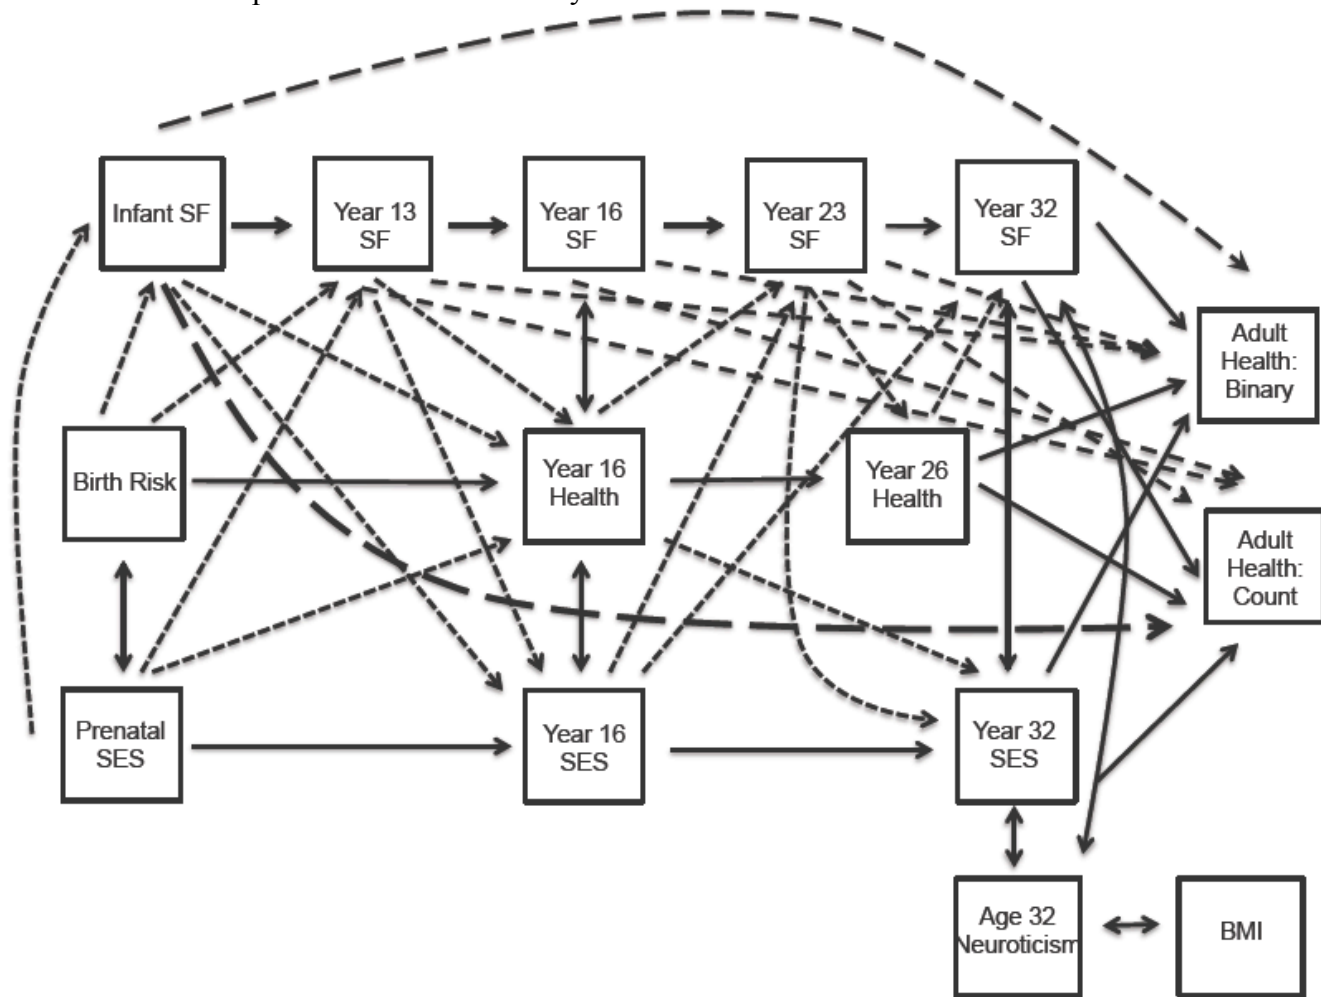 Infant SF
Year 13
SF
Year 16
SF
Year 23
SF
Year 32
SF
Adult
Health:
Binary
Birth Risk
Year 16
Health
Year 26
Health
Adult
Health:
Count
Prenatal
SES
Year 16
SES
Year 32
SES
Age 32
Neuroticism
BMI